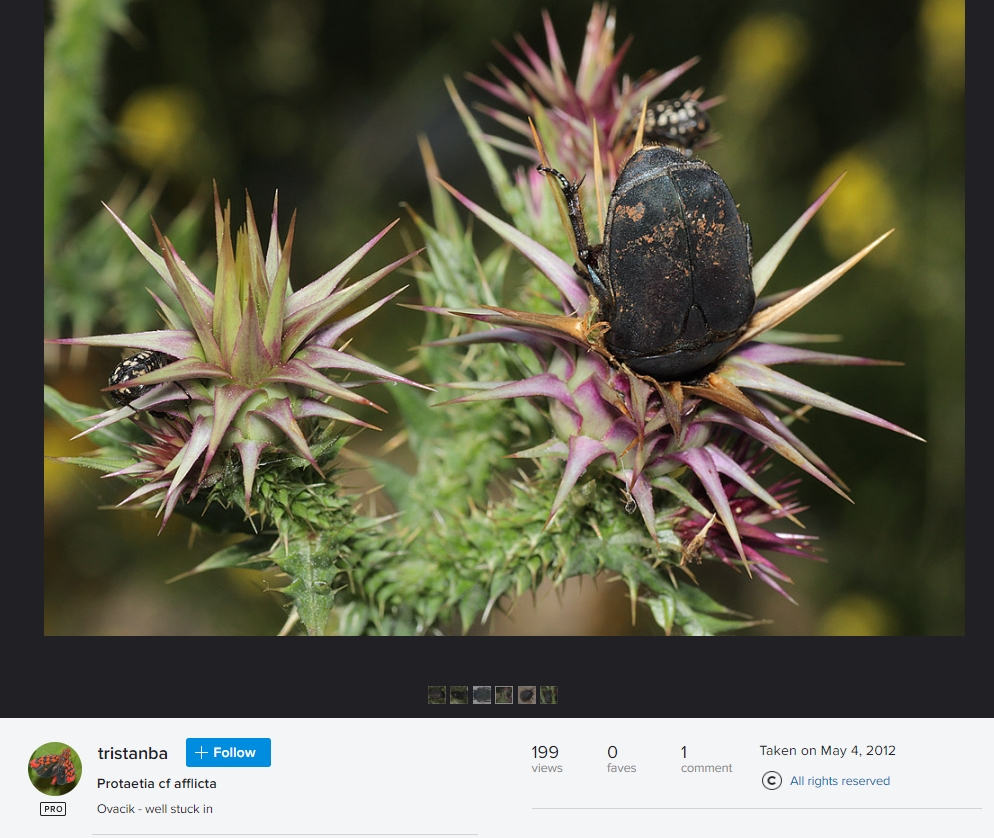 tristanba
+ Follow
PRO
Protaetia cf afflicta
Ovacik - well stuck in
199
views
0
faves
1
comment
Taken on May 4, 2012
C All rights reserved